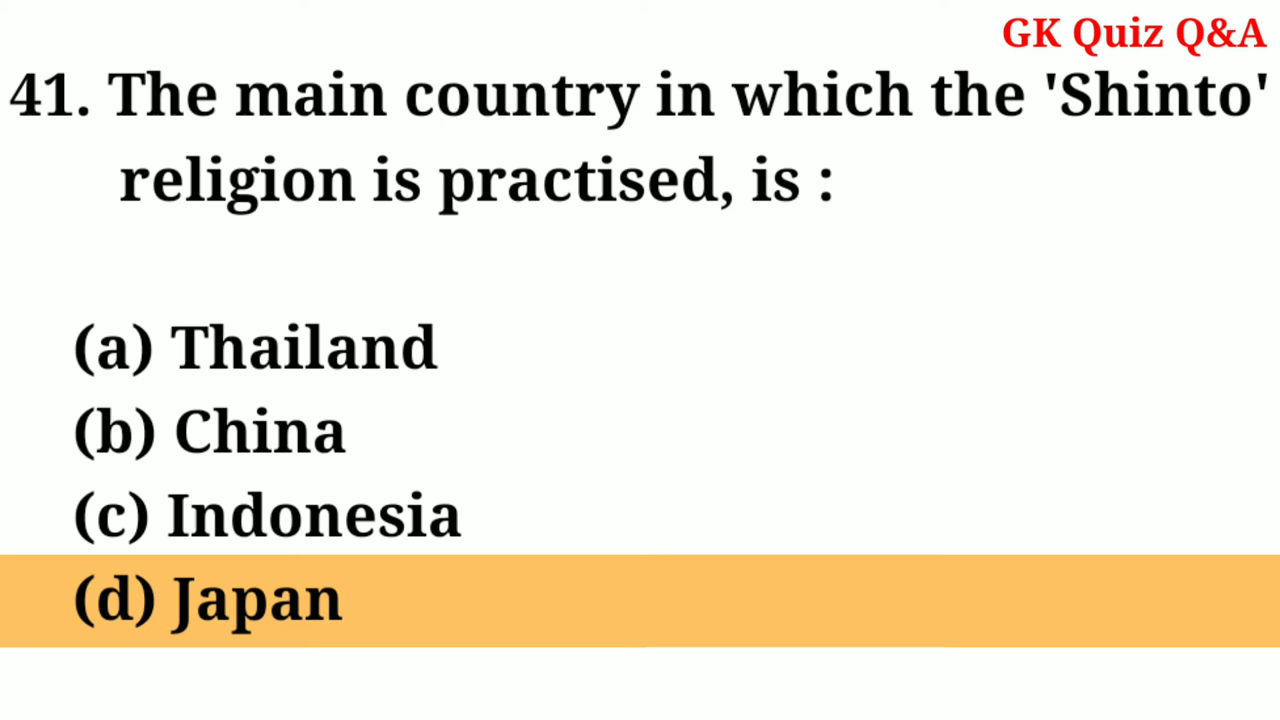 GK Quiz Q&A
41. The main country in which the 'Shinto'
religion is practised, is :
(a) Thailand
(b) China
(c) Indonesia
(d) Japan